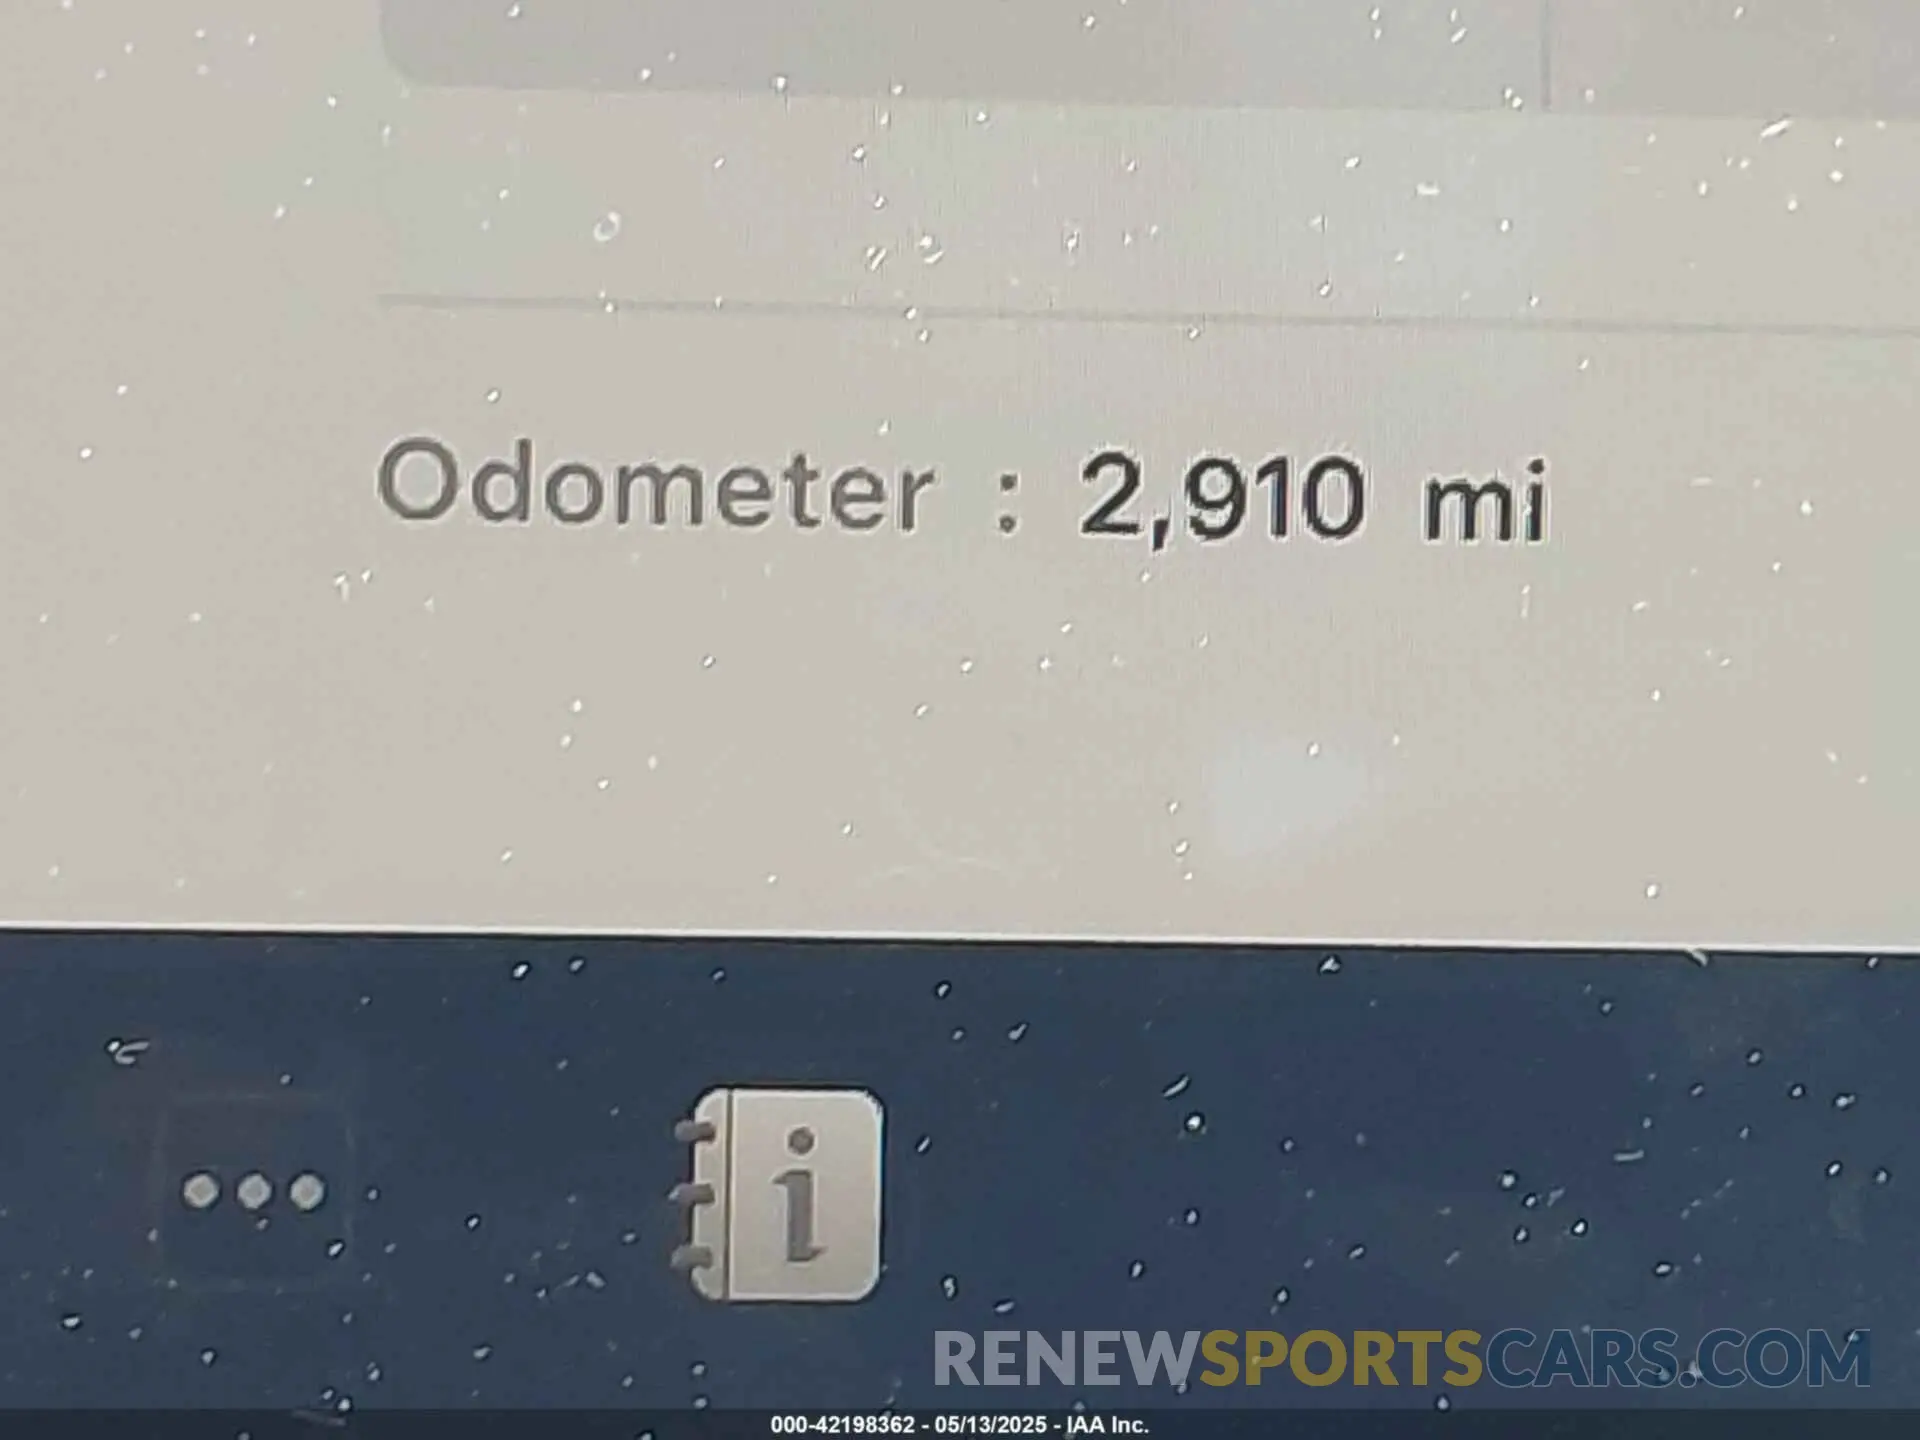 Odometer : 2,910 mi
i
RENEWSPORTSCARS.COM
000-42198362 - 05/13/2025 - IAA Inc.